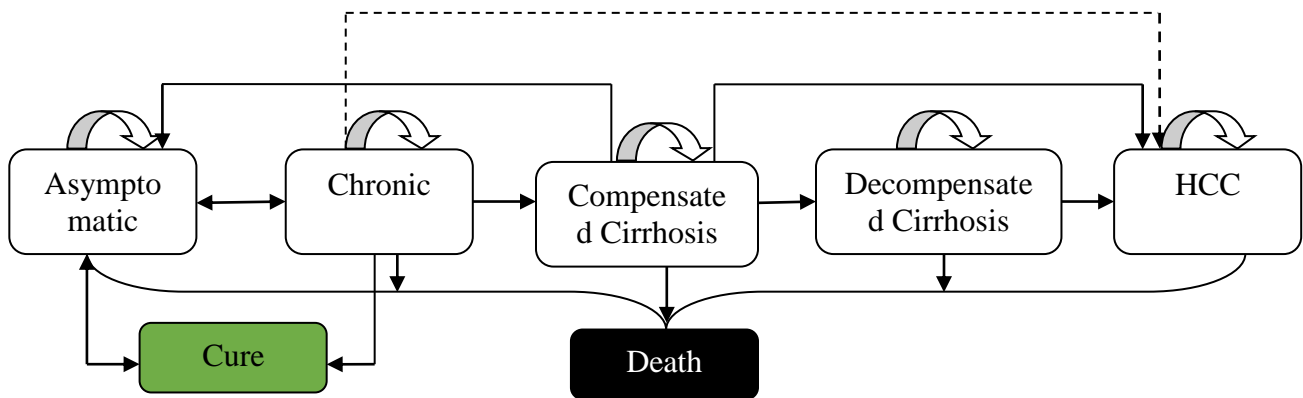 Asympto
matic
Chronic
Compensate
d Cirrhosis
Decompensate
d Cirrhosis
HCC
Cure
Death